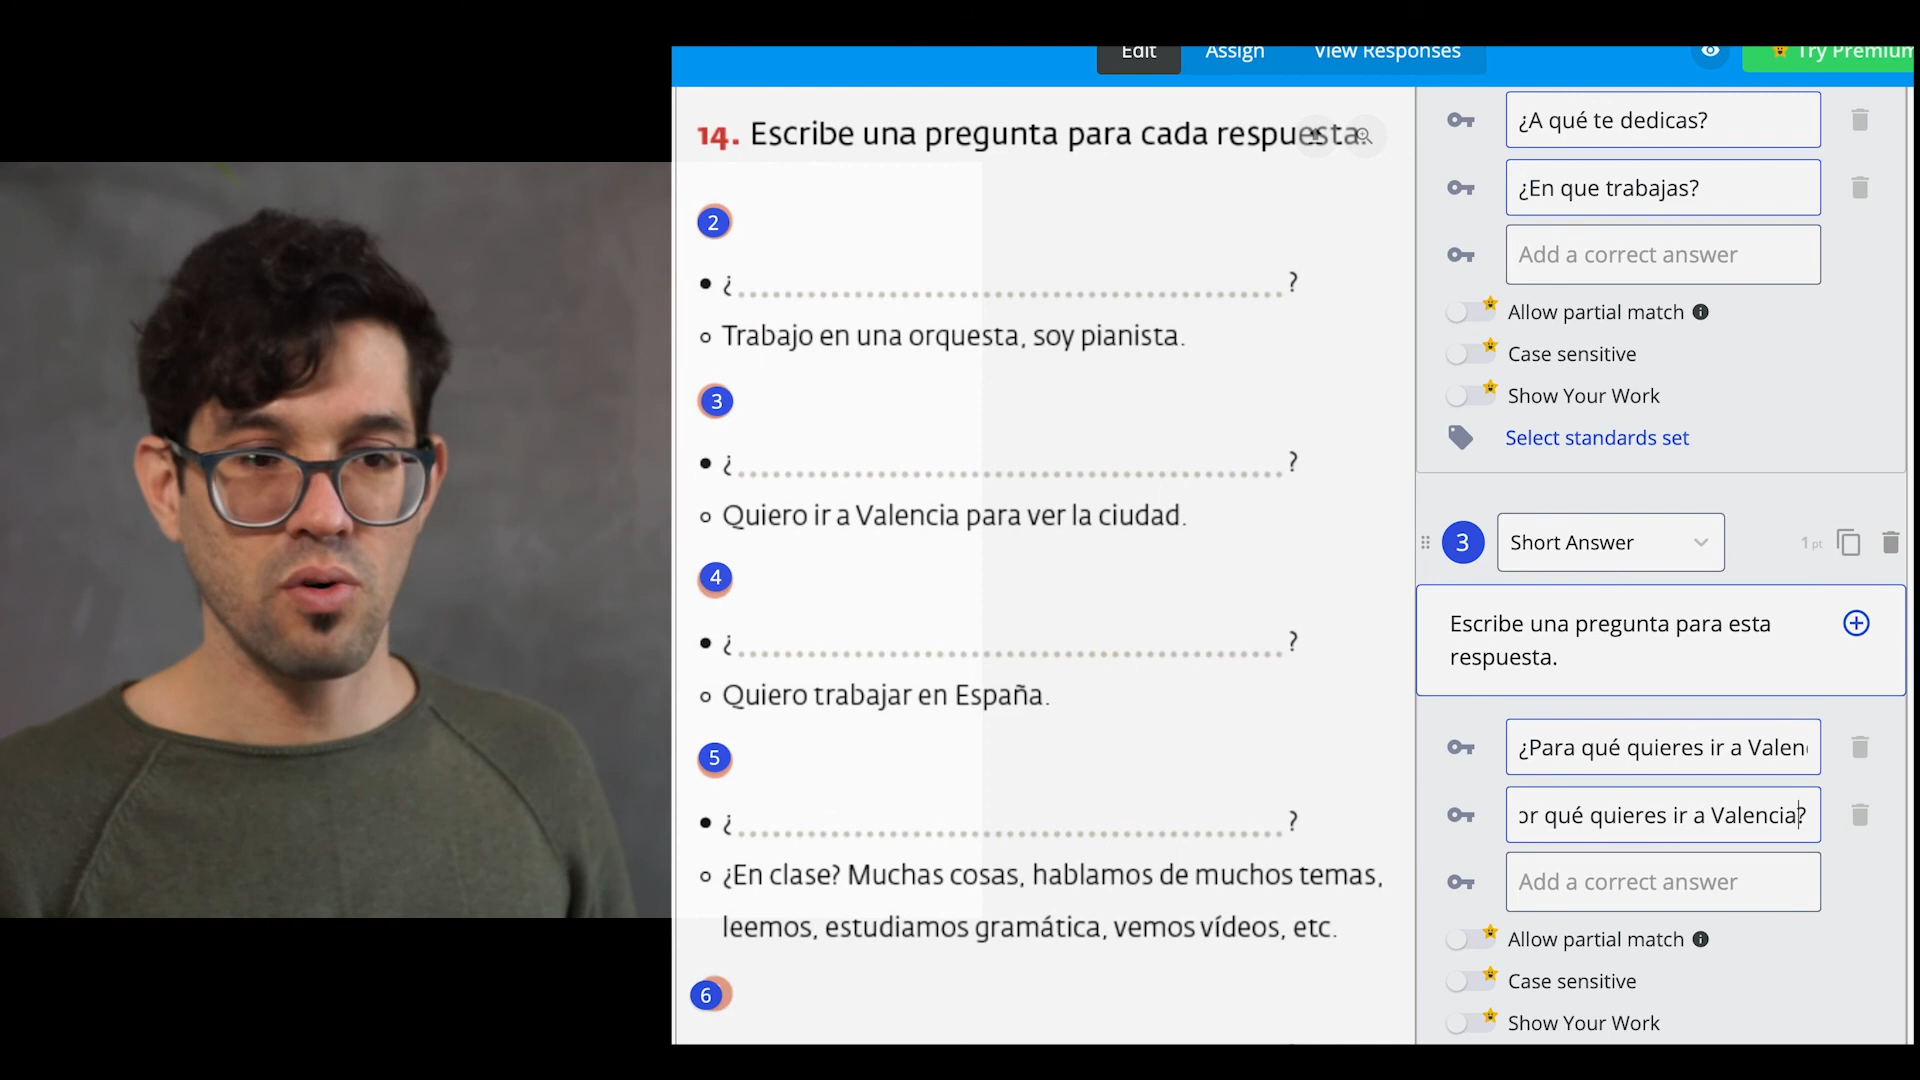 Edit
Assign
View Responses
Try Premium
14. Escribe una pregunta para cada respuesta.
2
• ¿ ?
Trabajo en una orquesta, soy pianista.
3
• ¿ ?
Quiero ir a Valencia para ver la ciudad.
4
• ¿ ?
Quiero trabajar en España.
5
• ¿ ?
¿En clase? Muchas cosas, hablamos de muchos temas,
leemos, estudiamos gramática, vemos vídeos, etc.
6
¿A qué te dedicas?
¿En que trabajas?
Add a correct answer
Allow partial match
Case sensitive
Show Your Work
Select standards set
3
Short Answer
1 pt
Escribe una pregunta para esta
respuesta.
¿Para qué quieres ir a Valen
or qué quieres ir a Valencia?
Add a correct answer
Allow partial match
Case sensitive
Show Your Work